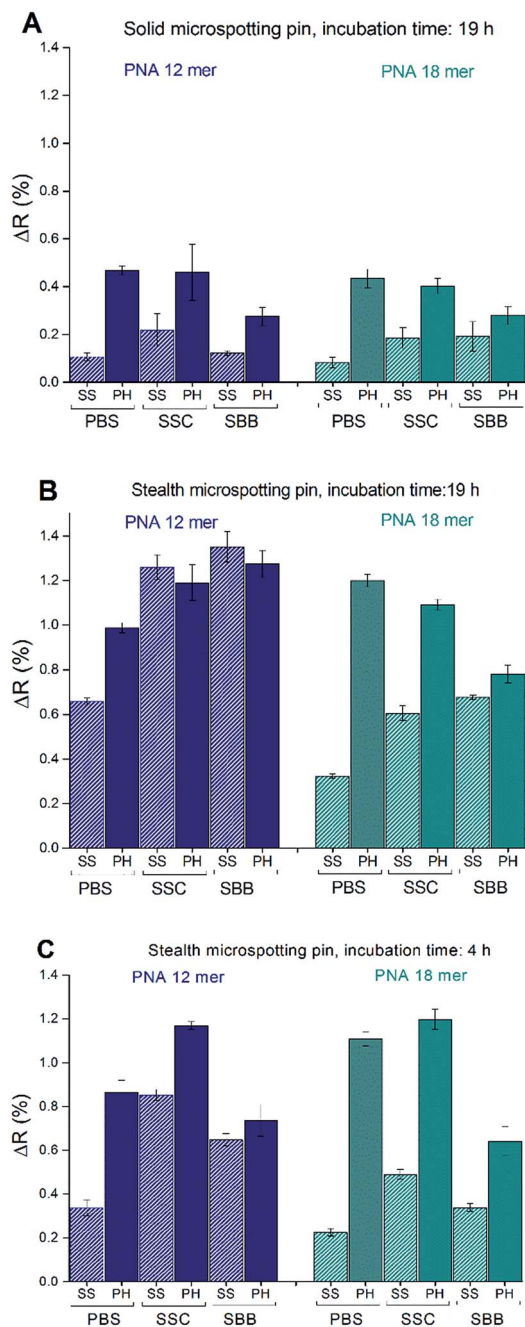 A
Solid microspotting pin, incubation time: 19 h
PNA 12 mer PNA 18 mer
ΔR (%)
1.4
1.2
1.0
0.8
0.6
0.4
0.2
0.0
SS PH SS PH SS PH SS PH SS PH SS PH
PBS SSC SBB PBS SSC SBB
B
Stealth microspotting pin, incubation time:19 h
PNA 12 mer PNA 18 mer
ΔR (%)
1.4
1.2
1.0
0.8
0.6
0.4
0.2
0.0
SS PH SS PH SS PH SS PH SS PH SS PH
PBS SSC SBB PBS SSC SBB
C
Stealth microspotting pin, incubation time: 4 h
PNA 12 mer PNA 18 mer
ΔR (%)
1.4
1.2
1.0
0.8
0.6
0.4
0.2
0.0
SS PH SS PH SS PH SS PH SS PH SS PH
PBS SSC SBB PBS SSC SBB